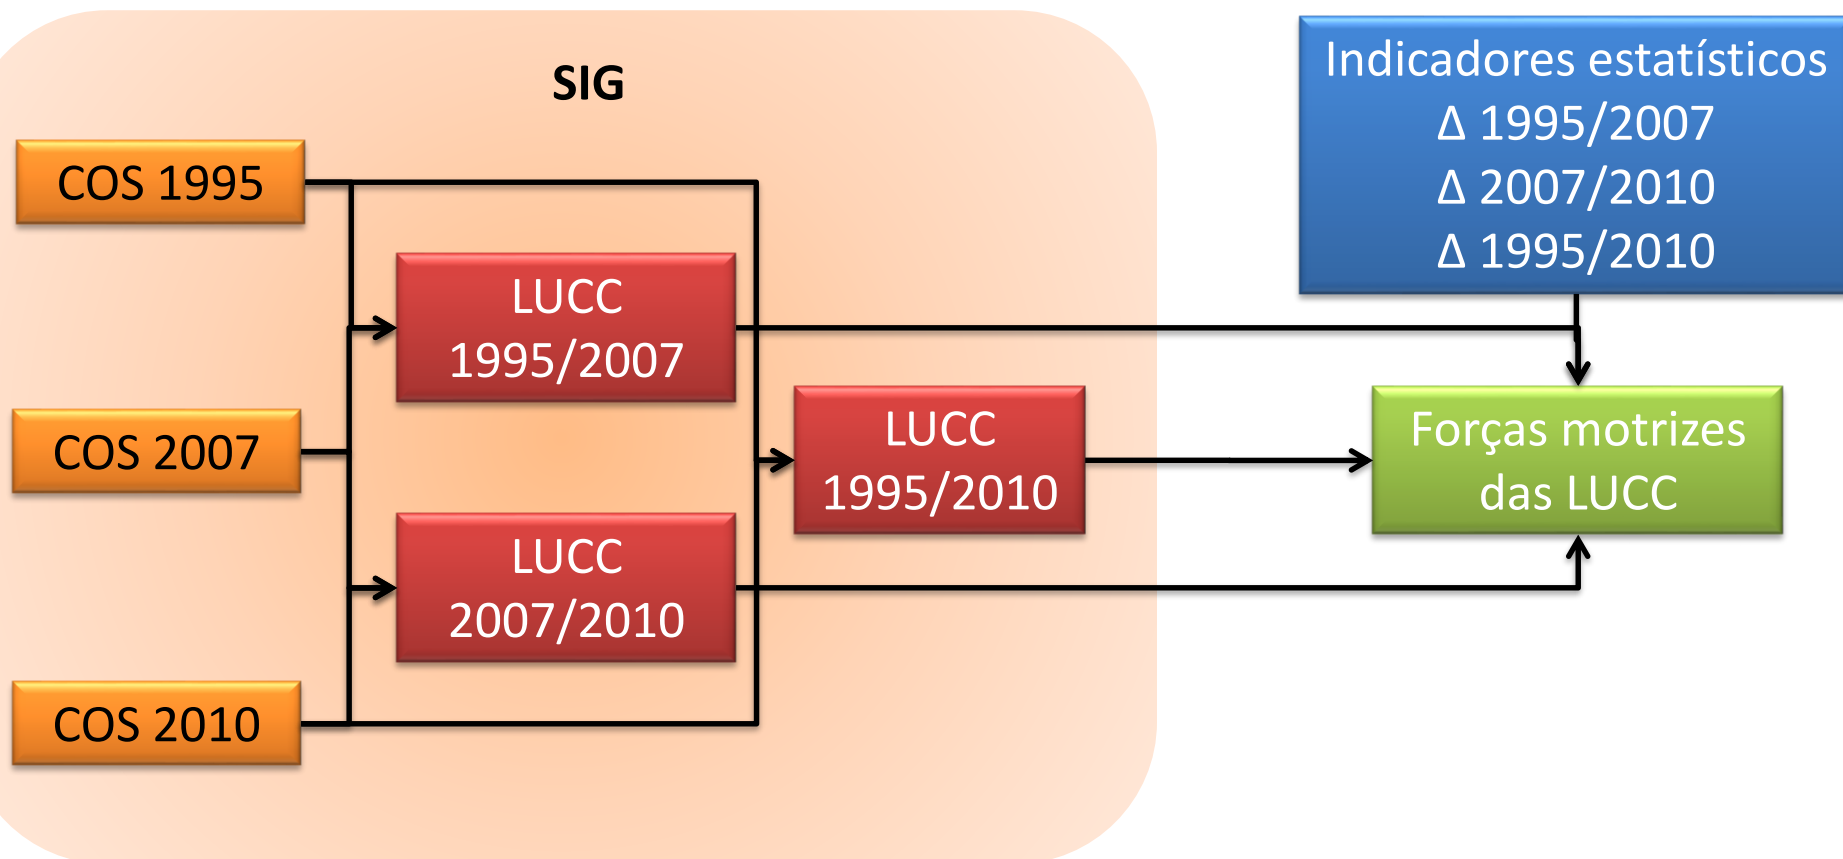 SIG
COS 1995
COS 2007
COS 2010
LUCC
1995/2007
LUCC
2007/2010
LUCC
1995/2010
Indicadores estatísticos
Δ 1995/2007
Δ 2007/2010
Δ 1995/2010
Forças motrizes
das LUCC